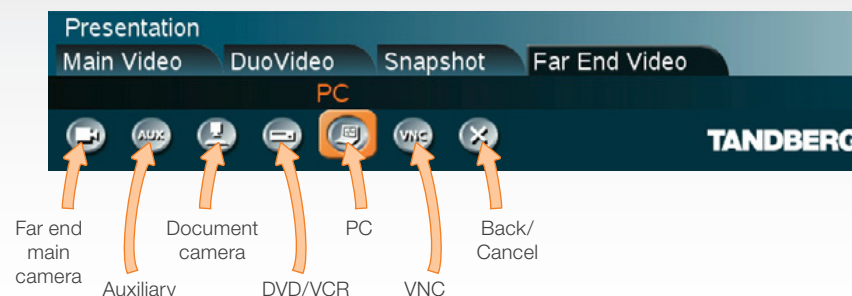 Presentation
Main Video DuoVideo Snapshot Far End Video
PC
AUX VNC TANDBERG
Far end
main
camera
Auxiliary
Document
camera
DVD/VCR
PC
VNC
Back/
Cancel